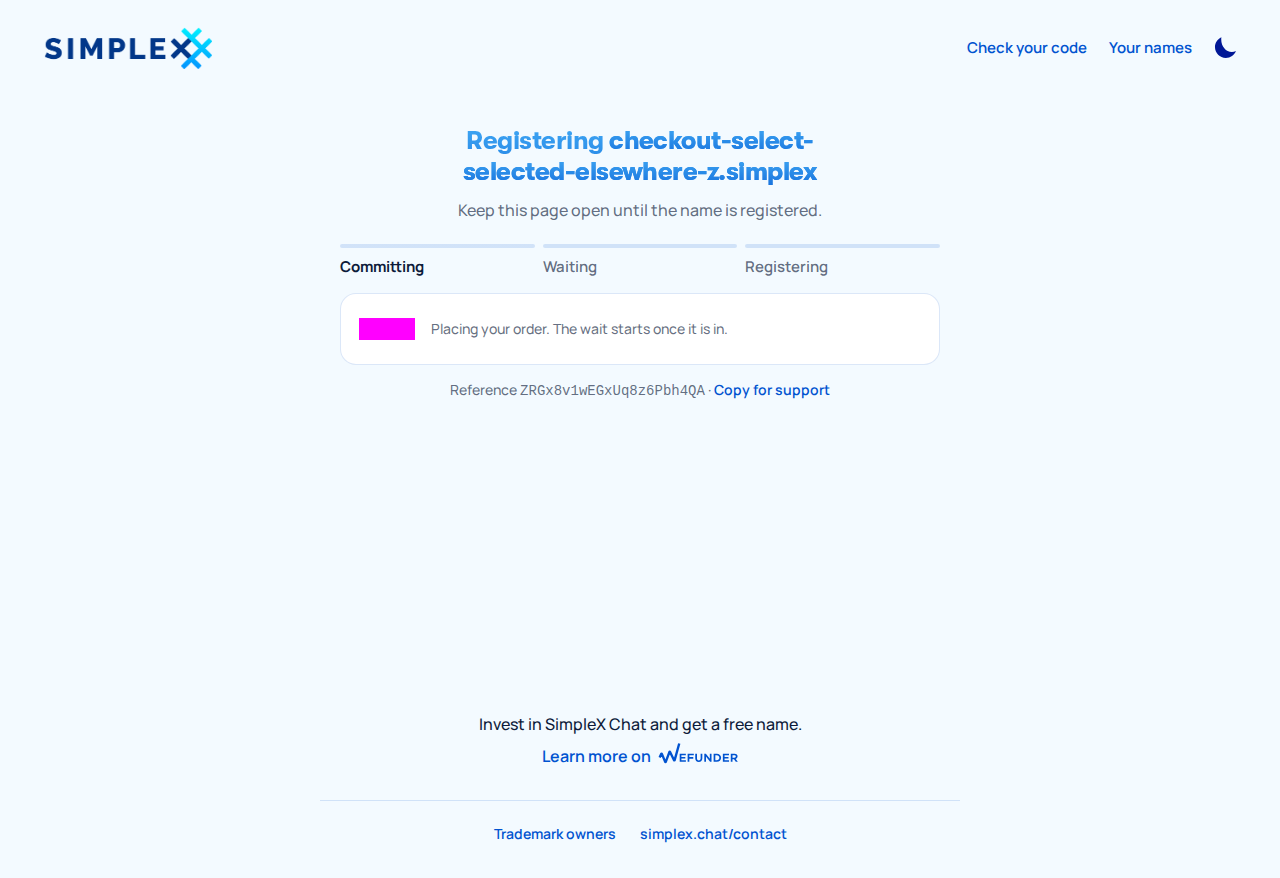 SIMPLEX
Check your code
Your names
Registering checkout-select-
selected-elsewhere-z.simplex
Keep this page open until the name is registered.
Committing
Waiting
Registering
Placing your order. The wait starts once it is in.
Reference ZRGx8v1wEGxUq8z6Pbh4QA · Copy for support
Invest in SimpleX Chat and get a free name.
Learn more on WEFUNDER
Trademark owners
simplex.chat/contact